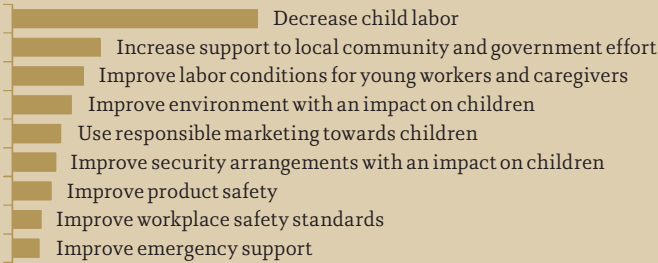 Decrease child labor
Increase support to local community and government effort
Improve labor conditions for young workers and caregivers
Improve environment with an impact on children
Use responsible marketing towards children
Improve security arrangements with an impact on children
Improve product safety
Improve workplace safety standards
Improve emergency support